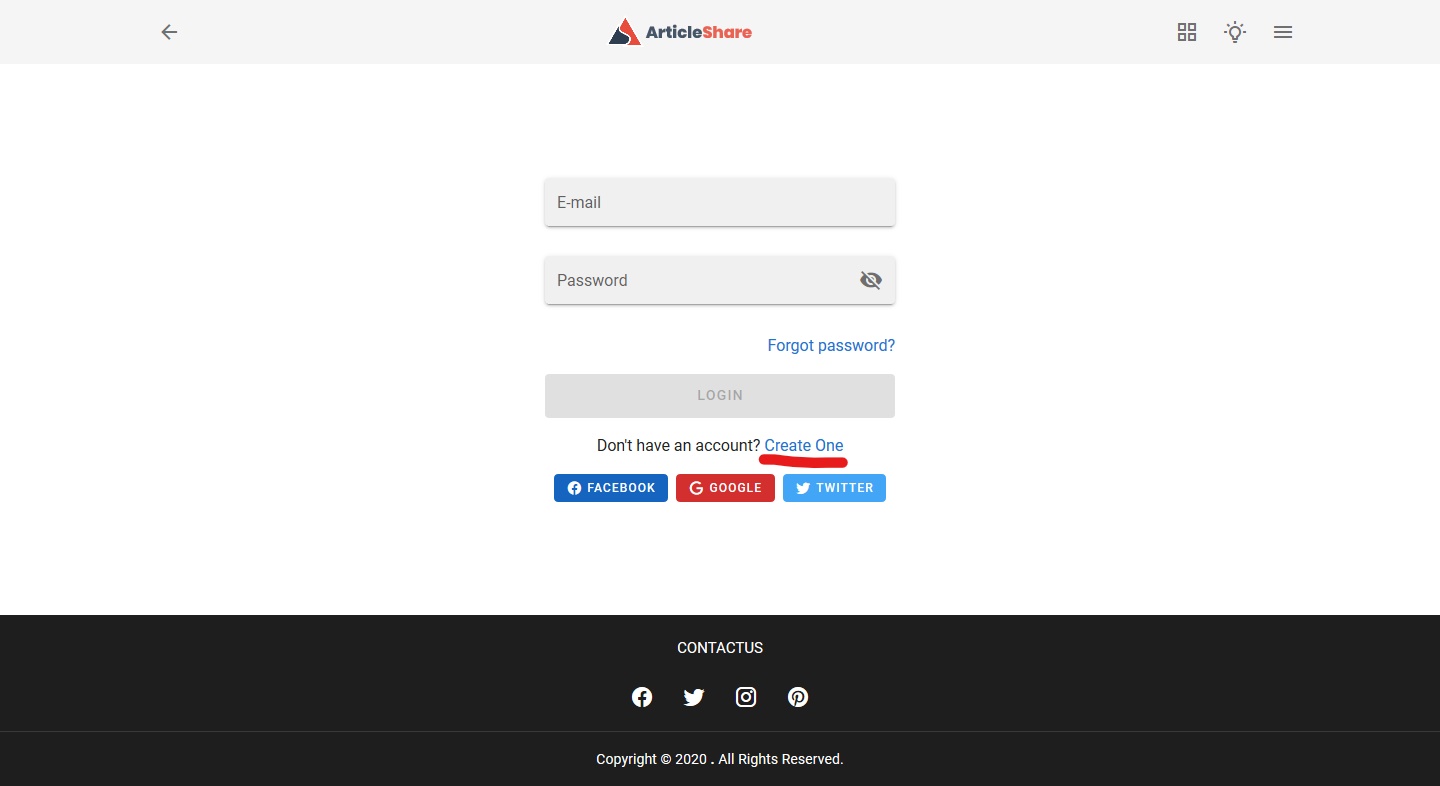 ArticleShare
E-mail
Password
Forgot password?
LOGIN
Don't have an account? Create One
FACEBOOK GOOGLE TWITTER
CONTACTUS
Copyright © 2020 . All Rights Reserved.